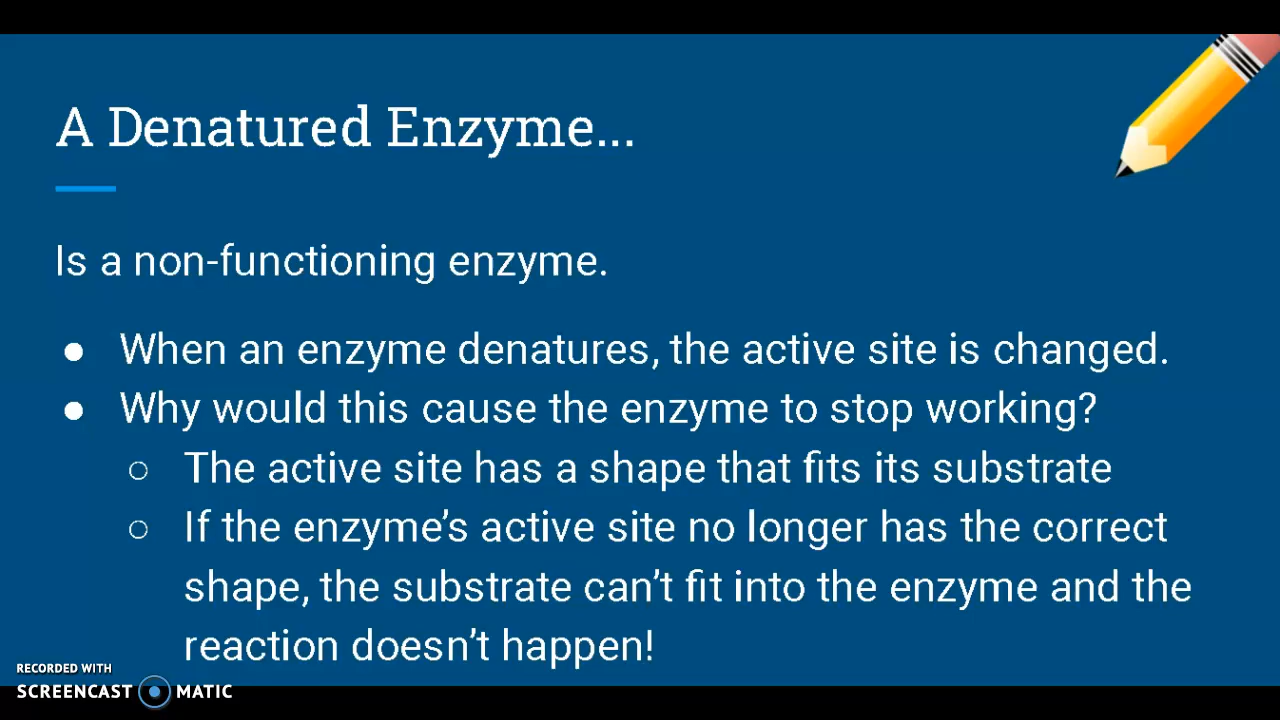 A Denatured Enzyme...
Is a non-functioning enzyme.
● When an enzyme denatures, the active site is changed.
● Why would this cause the enzyme to stop working?
○ The active site has a shape that fits its substrate
○ If the enzyme's active site no longer has the correct
shape, the substrate can't fit into the enzyme and the
reaction doesn't happen!
RECORDED WITH
SCREENCAST MATIC